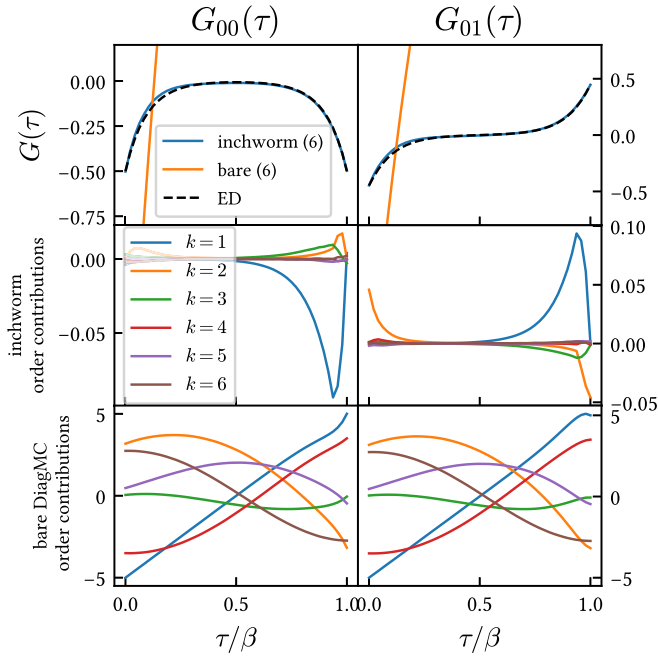 G₀₀(τ) G₀₁(τ)
G(τ)
0.00
−0.25
−0.50
−0.75
inchworm (6)
bare (6)
ED
0.5
0.0
−0.5
inchworm
order contributions
0.00
−0.05
k = 1
k = 2
k = 3
k = 4
k = 5
k = 6
0.10
0.05
0.00
−0.05
bare DiagMC
order contributions
5
0
−5
5
0
−5
0.0 0.5 1.0 0.0 0.5 1.0
τ/β τ/β